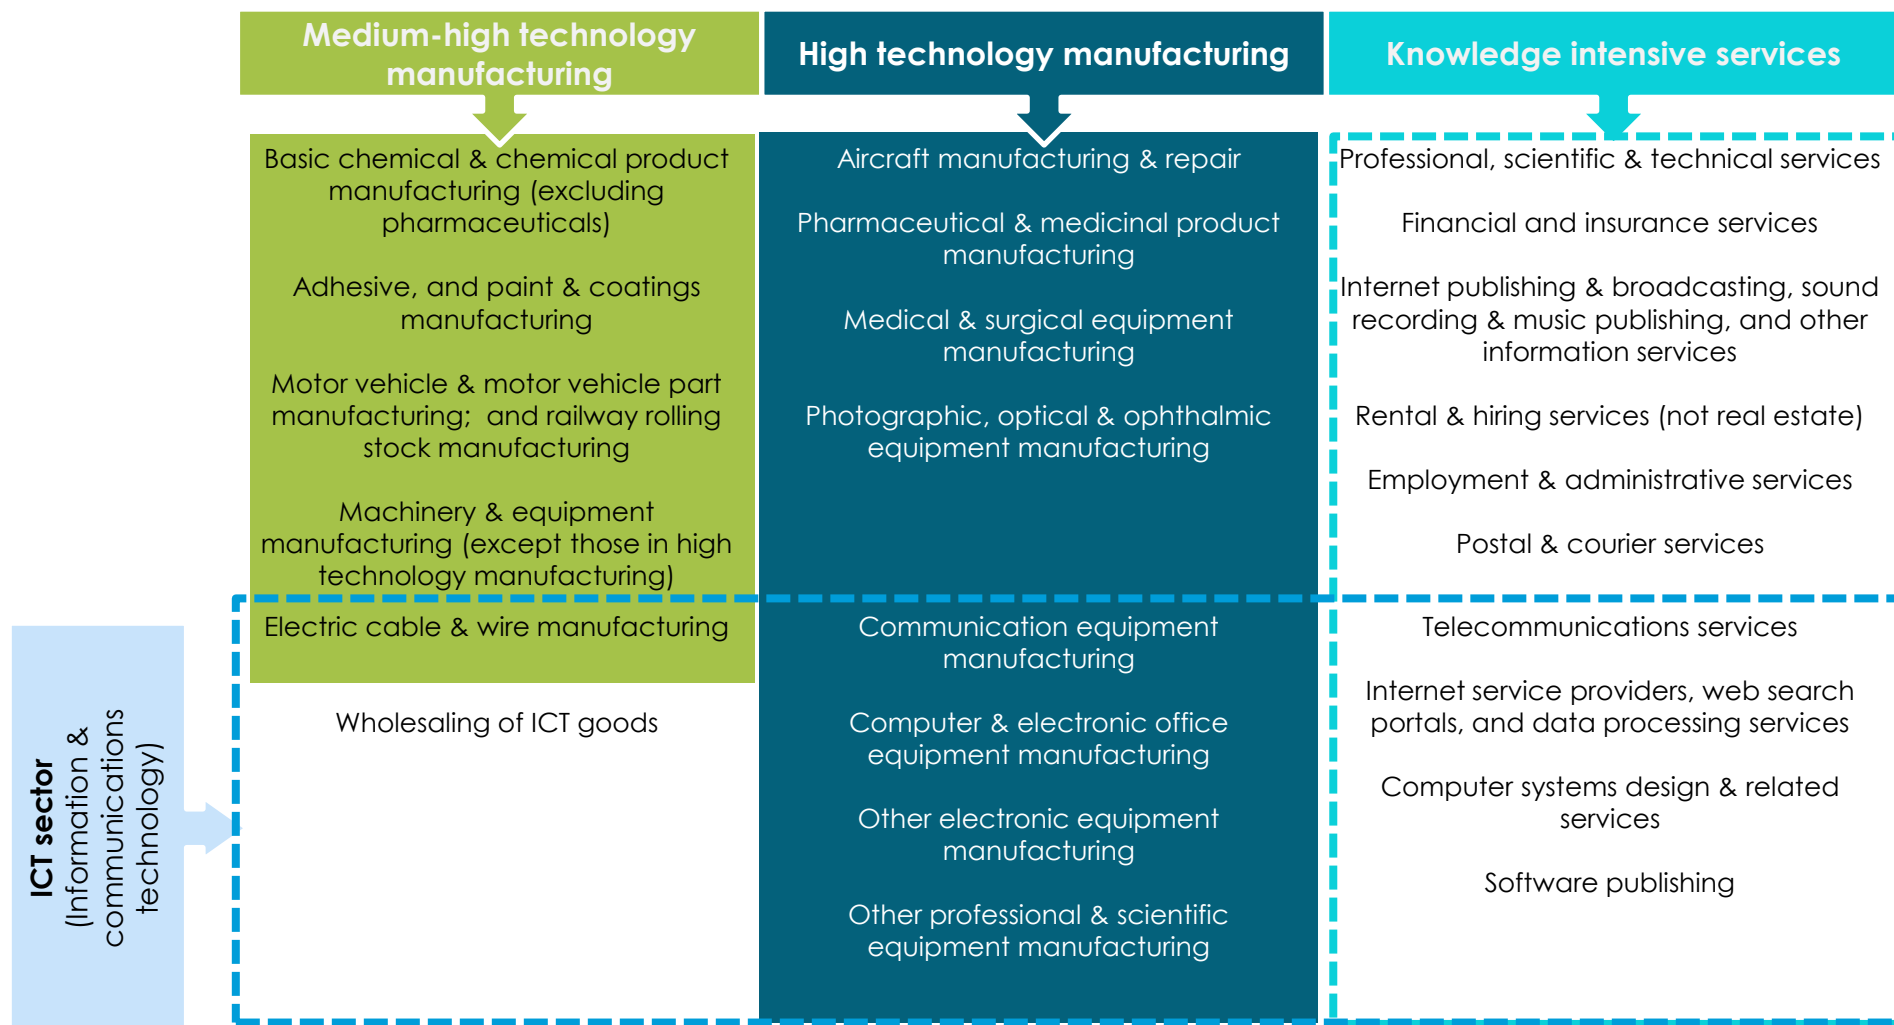 Medium-high technology
manufacturing
High technology manufacturing
Knowledge intensive services
Basic chemical & chemical product
manufacturing (excluding
pharmaceuticals)
Adhesive, and paint & coatings
manufacturing
Motor vehicle & motor vehicle part
manufacturing;  and railway rolling
stock manufacturing
Machinery & equipment
manufacturing (except those in high
technology manufacturing)
Electric cable & wire manufacturing
Wholesaling of ICT goods
Aircraft manufacturing & repair
Pharmaceutical & medicinal product
manufacturing
Medical & surgical equipment
manufacturing
Photographic, optical & ophthalmic
equipment manufacturing
Communication equipment
manufacturing
Computer & electronic office
equipment manufacturing
Other electronic equipment
manufacturing
Other professional & scientific
equipment manufacturing
Professional, scientific & technical services
Financial and insurance services
Internet publishing & broadcasting, sound
recording & music publishing, and other
information services
Rental & hiring services (not real estate)
Employment & administrative services
Postal & courier services
Telecommunications services
Internet service providers, web search
portals, and data processing services
Computer systems design & related
services
Software publishing
ICT sector
(Information &
communications
technology)